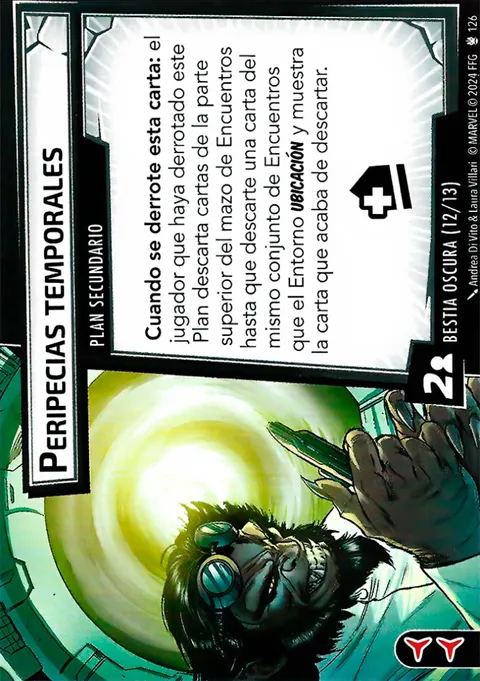 PERIPECIAS TEMPORALES
PLAN SECUNDARIO
Cuando se derrote esta carta: el
jugador que haya derrotado este
Plan descarta cartas de la parte
superior del mazo de Encuentros
hasta que descarte una carta del
mismo conjunto de Encuentros
que el Entorno UBICACIÓN y muestra
la carta que acaba de descartar.
2
BESTIA OSCURA (12/13)
Andrea Di Vito & Laura Villari © MARVEL © 2024 FFG 126